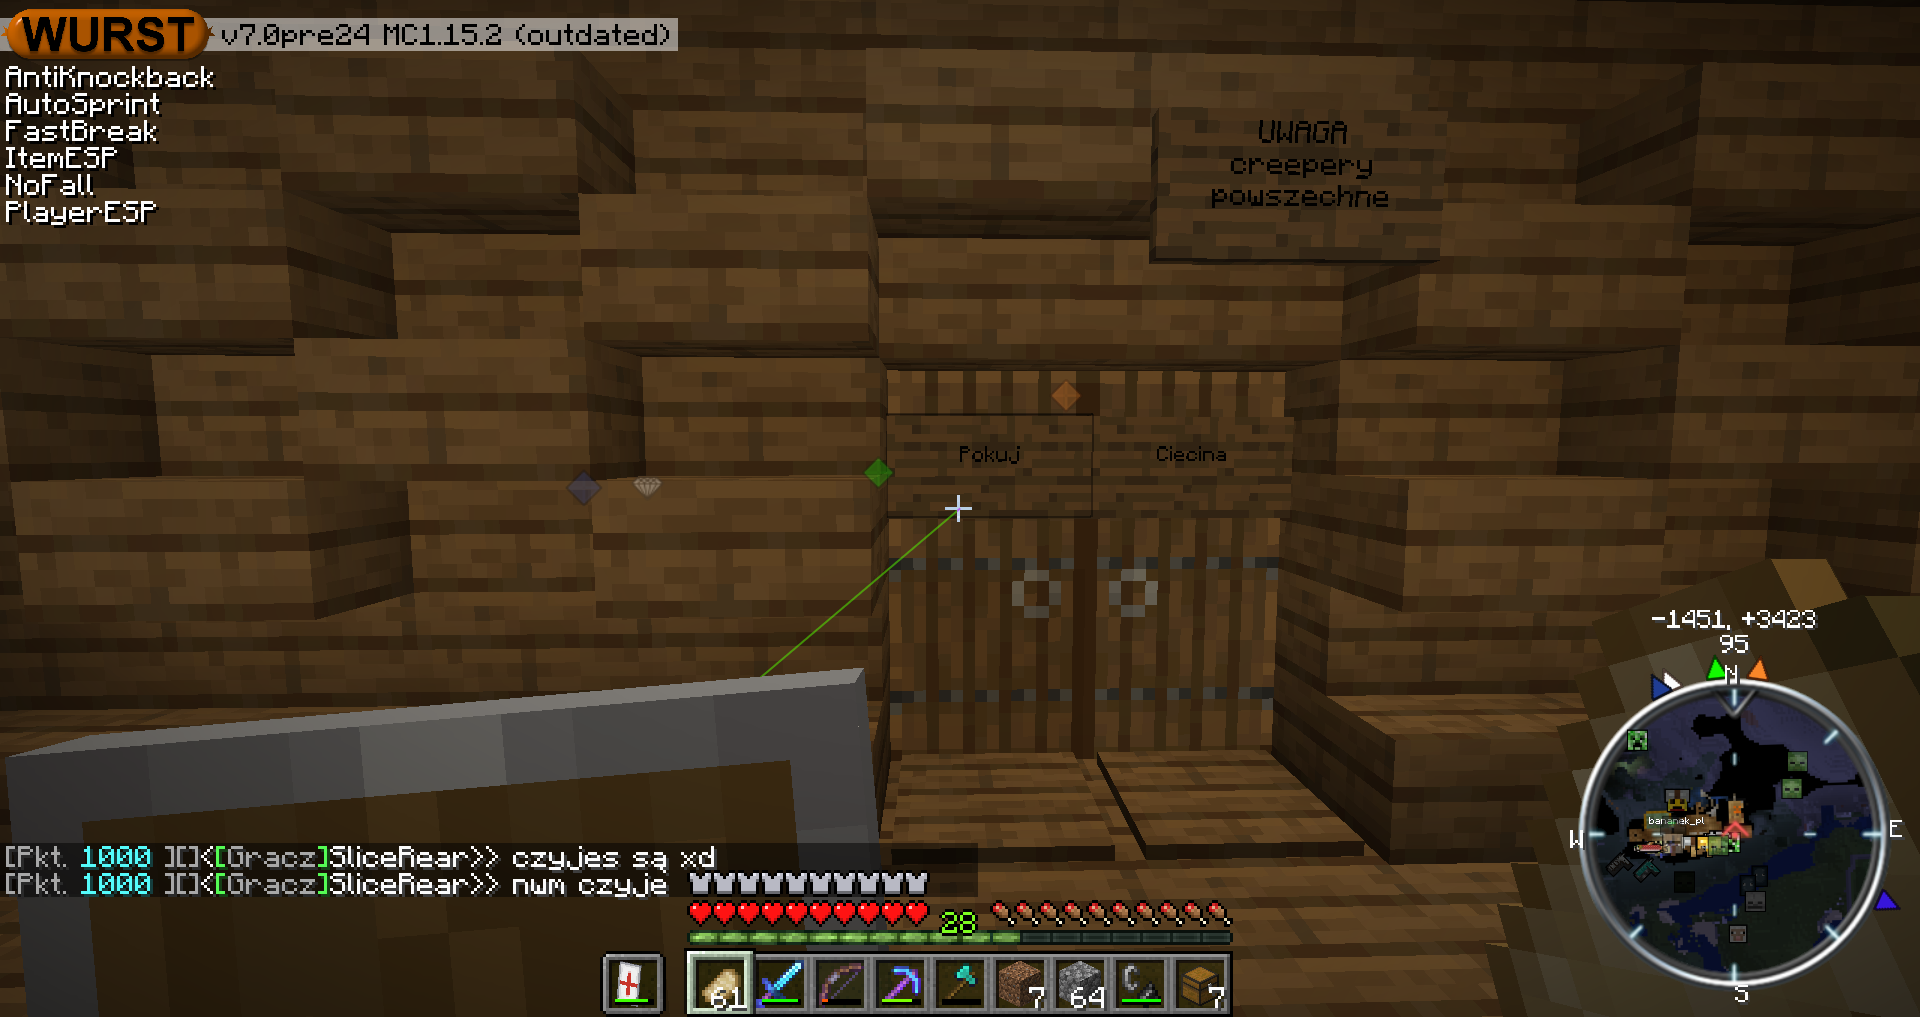 WURST v7.0pre24 MC1.15.2 (outdated)
AntiKnockback
AutoSprint
FastBreak
ItemESP
NoFall
PlayerESP
UWAGA
creepery
powszechne
Pokuj
Ciecina
-1451, +3423
95
N
W
E
S
bananek_pl
[Pkt. 1000 ][]<[Gracz]SliceRear>> czyjes są xd
[Pkt. 1000 ][]<[Gracz]SliceRear>> nwm czyje
28
61
7
64
7